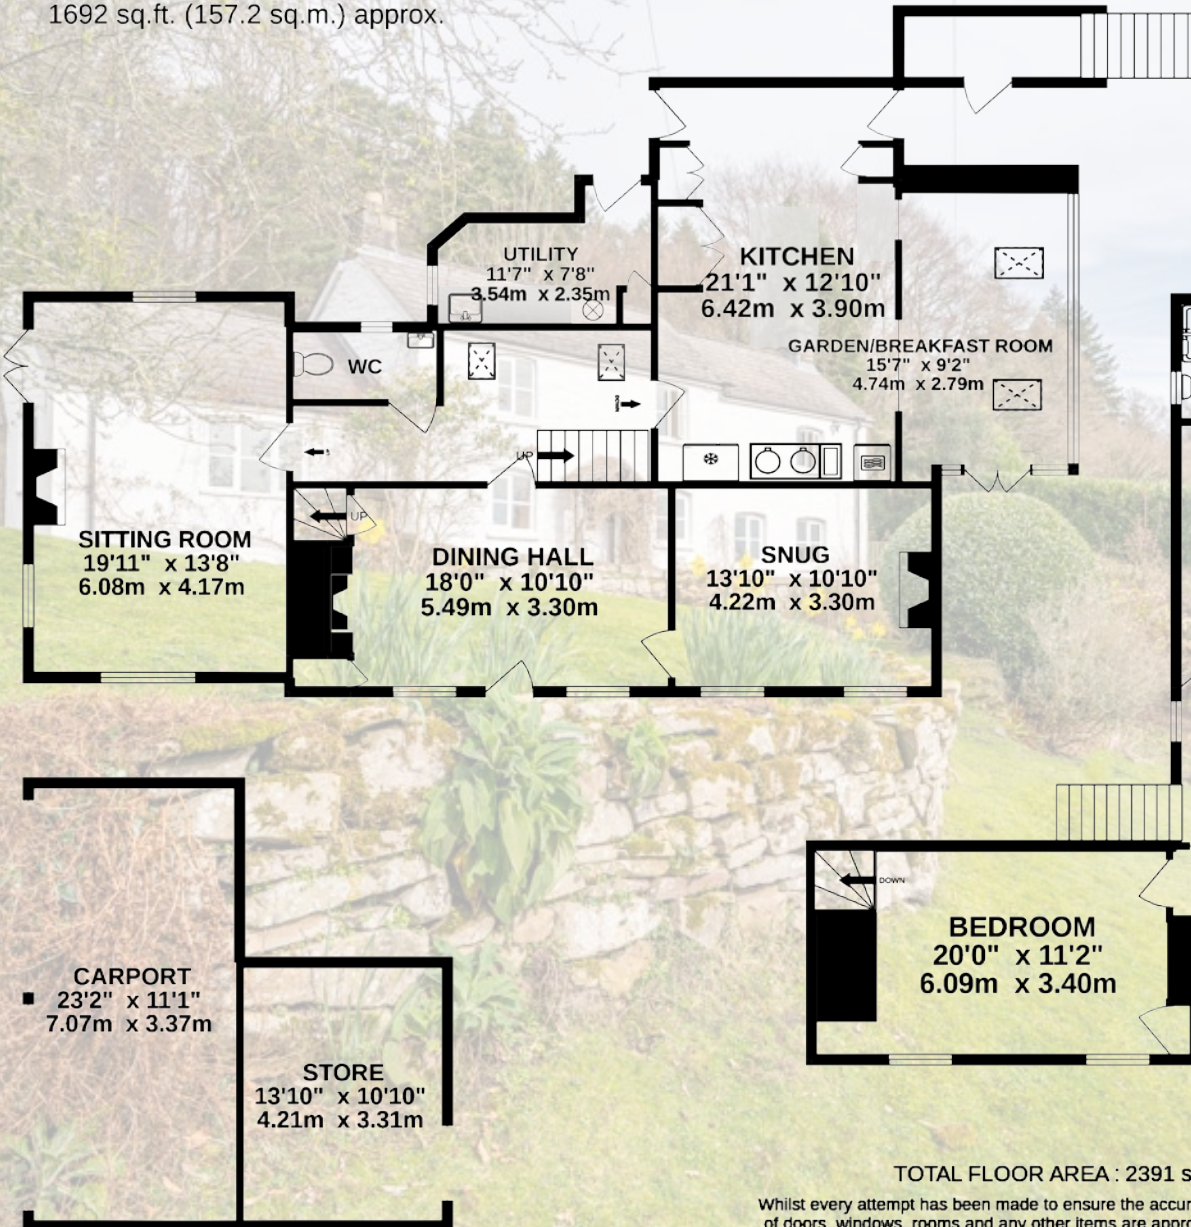 1692 sq.ft. (157.2 sq.m.) approx.
UTILITY
11'7" x 7'8"
3.54m x 2.35m
KITCHEN
21'1" x 12'10"
6.42m x 3.90m
GARDEN/BREAKFAST ROOM
15'7" x 9'2"
4.74m x 2.79m
WC
UP
UP
SITTING ROOM
19'11" x 13'8"
6.08m x 4.17m
DINING HALL
18'0" x 10'10"
5.49m x 3.30m
SNUG
13'10" x 10'10"
4.22m x 3.30m
DOWN
BEDROOM
20'0" x 11'2"
6.09m x 3.40m
CARPORT
23'2" x 11'1"
7.07m x 3.37m
STORE
13'10" x 10'10"
4.21m x 3.31m
TOTAL FLOOR AREA : 2391 s
Whilst every attempt has been made to ensure the accur
of doors, windows, rooms and any other items are appr